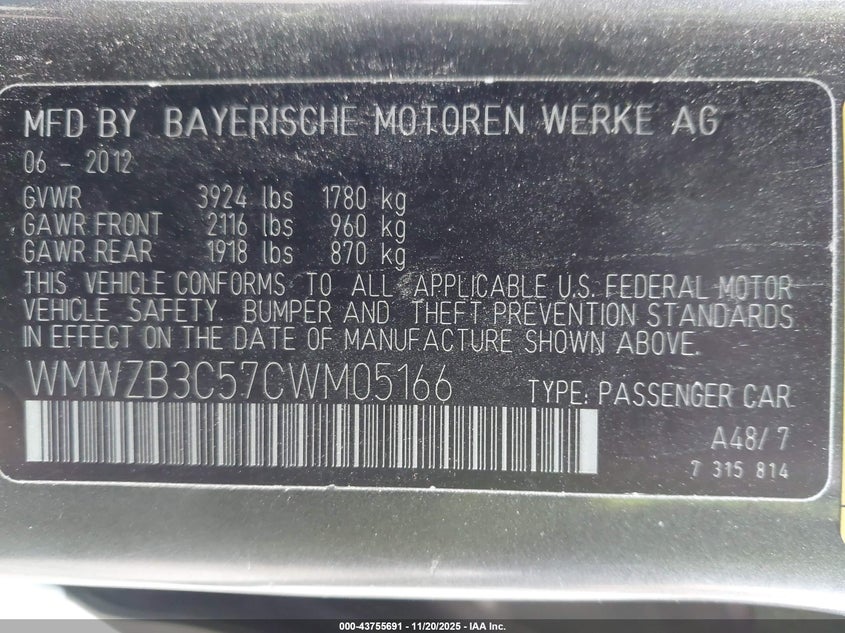 MFD BY BAYERISCHE MOTOREN WERKE AG
06 - 2012
GVWR 3924 lbs 1780 kg
GAWR FRONT 2116 lbs 960 kg
GAWR REAR 1918 lbs 870 kg
THIS VEHICLE CONFORMS TO ALL APPLICABLE U.S. FEDERAL MOTOR
VEHICLE SAFETY. BUMPER AND THEFT PREVENTION STANDARDS
IN EFFECT ON THE DATE OF MANUFACTURE SHOWN ABOVE.
WMWZB3C57CWM05166 TYPE: PASSENGER CAR
A48/ 7
7 315 814
000-43755691 - 11/20/2025 - IAA Inc.